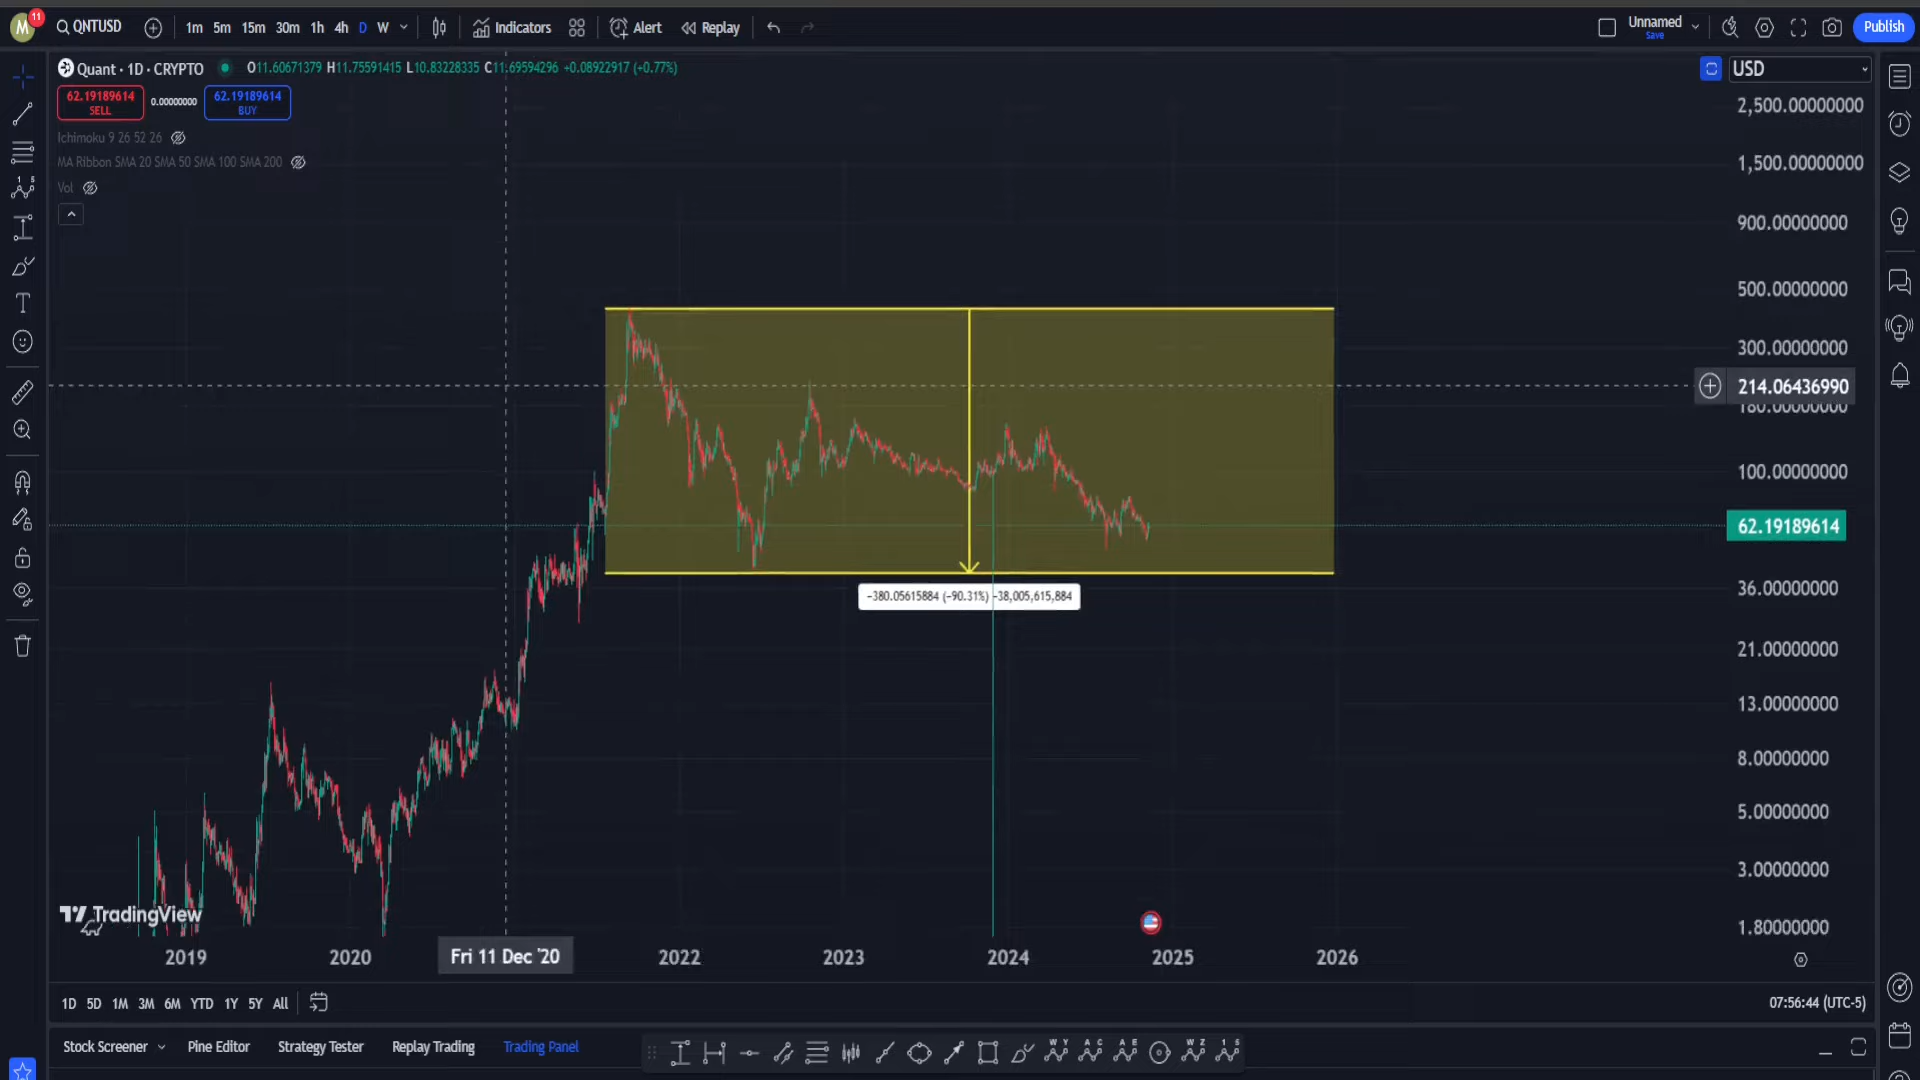 M
11
QNTUSD
1m 5m 15m 30m 1h 4h D W
Indicators
Alert
Replay
Unnamed
Save
Publish
Quant · 1D · CRYPTO
O11.60671379 H11.75591415 L10.83228335 C11.69594296 +0.08922917 (+0.77%)
USD
62.19189614
SELL
0.00000000
62.19189614
BUY
Ichimoku 9 26 52 26
MA Ribbon SMA 20 SMA 50 SMA 100 SMA 200
Vol
2,500.00000000
1,500.00000000
900.00000000
500.00000000
300.00000000
214.06436990
180.00000000
100.00000000
62.19189614
36.00000000
21.00000000
13.00000000
8.00000000
5.00000000
3.00000000
1.80000000
-380.05615884 (-90.31%) -38,005,615,884
TradingView
2019 2020 Fri 11 Dec '20 2022 2023 2024 2025 2026
1D 5D 1M 3M 6M YTD 1Y 5Y All
07:56:44 (UTC-5)
Stock Screener
Pine Editor
Strategy Tester
Replay Trading
Trading Panel